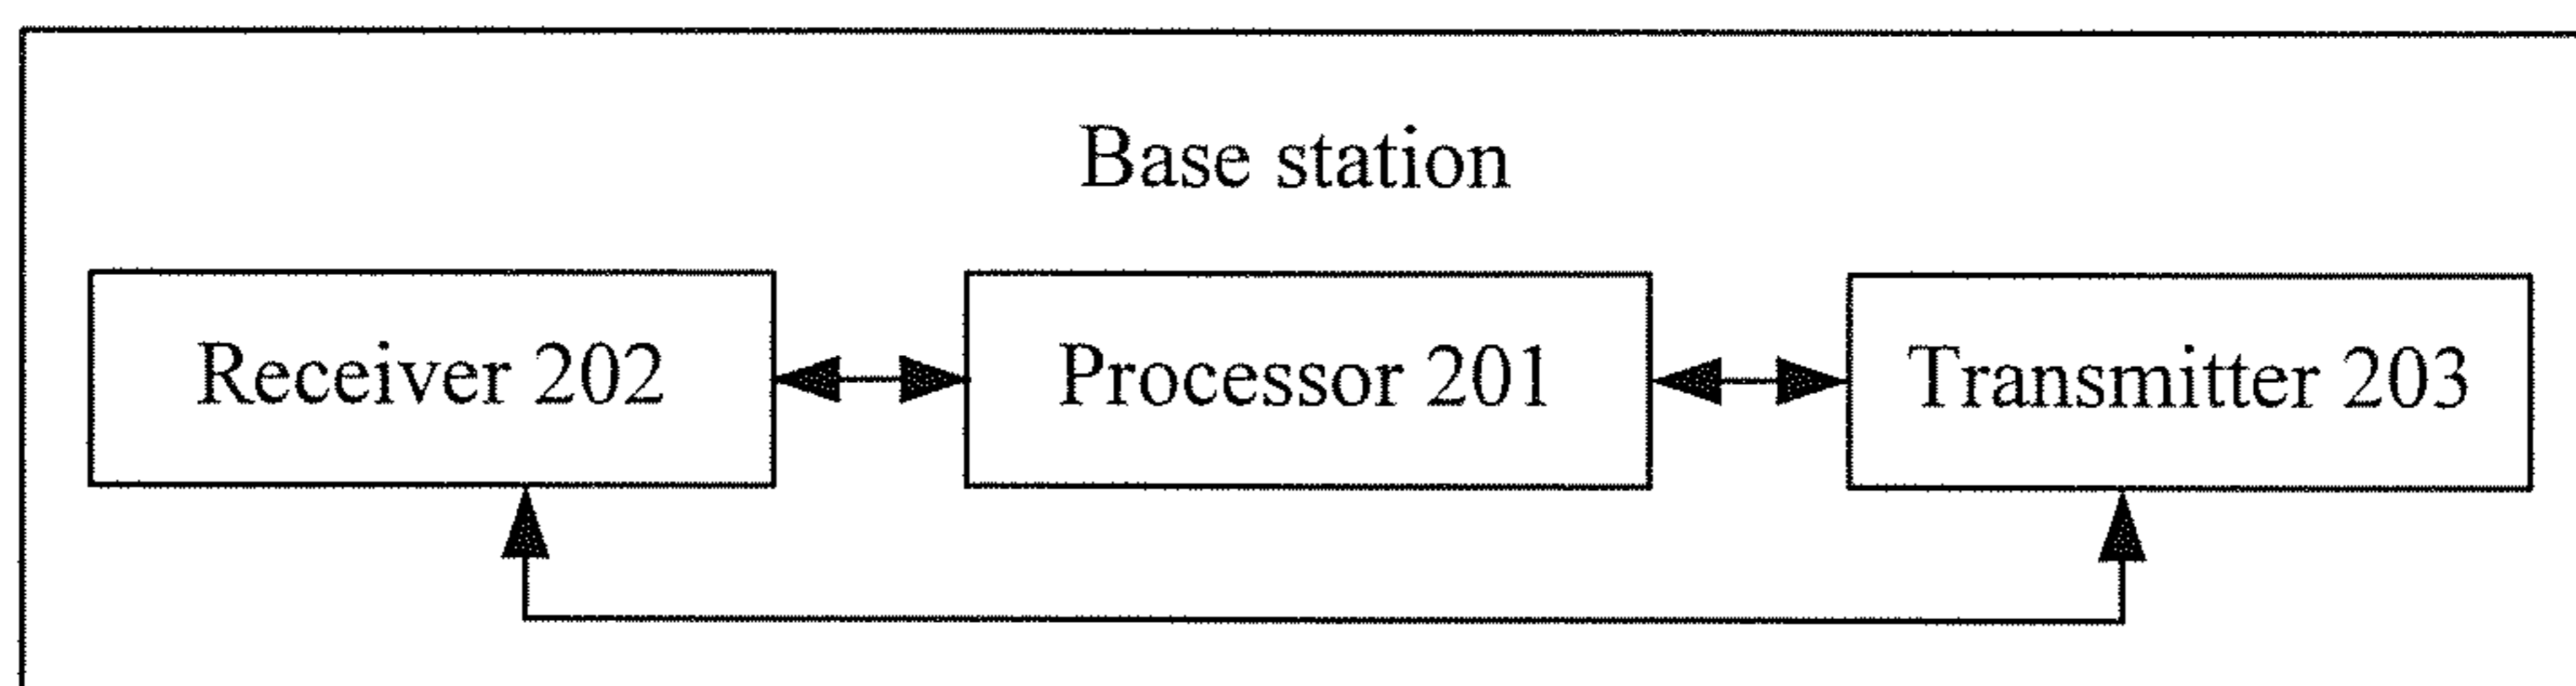 Base station
Receiver 202
Processor 201
Transmitter 203